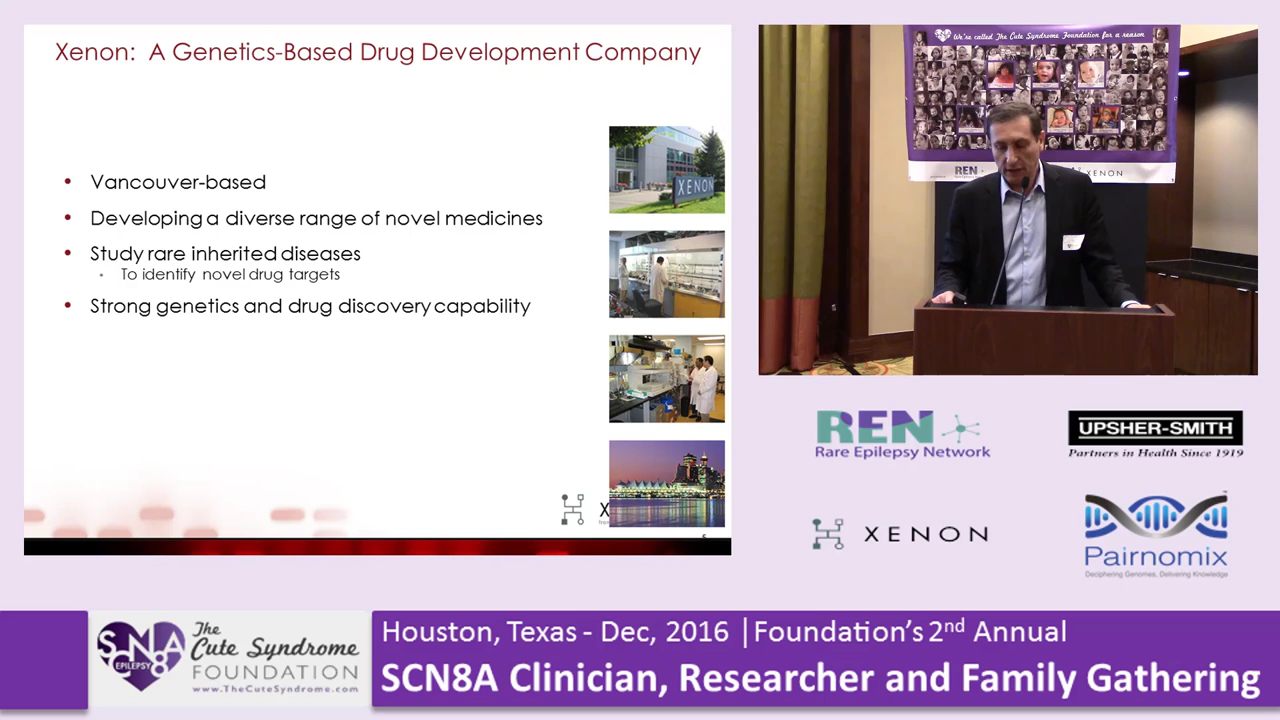 Xenon: A Genetics-Based Drug Development Company
• Vancouver-based
• Developing a diverse range of novel medicines
• Study rare inherited diseases
• To identify novel drug targets
• Strong genetics and drug discovery capability
XENON
X
We're called The Cute Syndrome Foundation for a reason
REN
XENON
REN
Rare Epilepsy Network
UPSHER-SMITH
Partners in Health Since 1919
XENON
Pairnomix
Deciphering Genomes, Delivering Knowledge
SCN8A
EPILEPSY
The
Cute Syndrome
FOUNDATION
www.TheCuteSyndrome.com
Houston, Texas - Dec, 2016 | Foundation's 2nd Annual
SCN8A Clinician, Researcher and Family Gathering